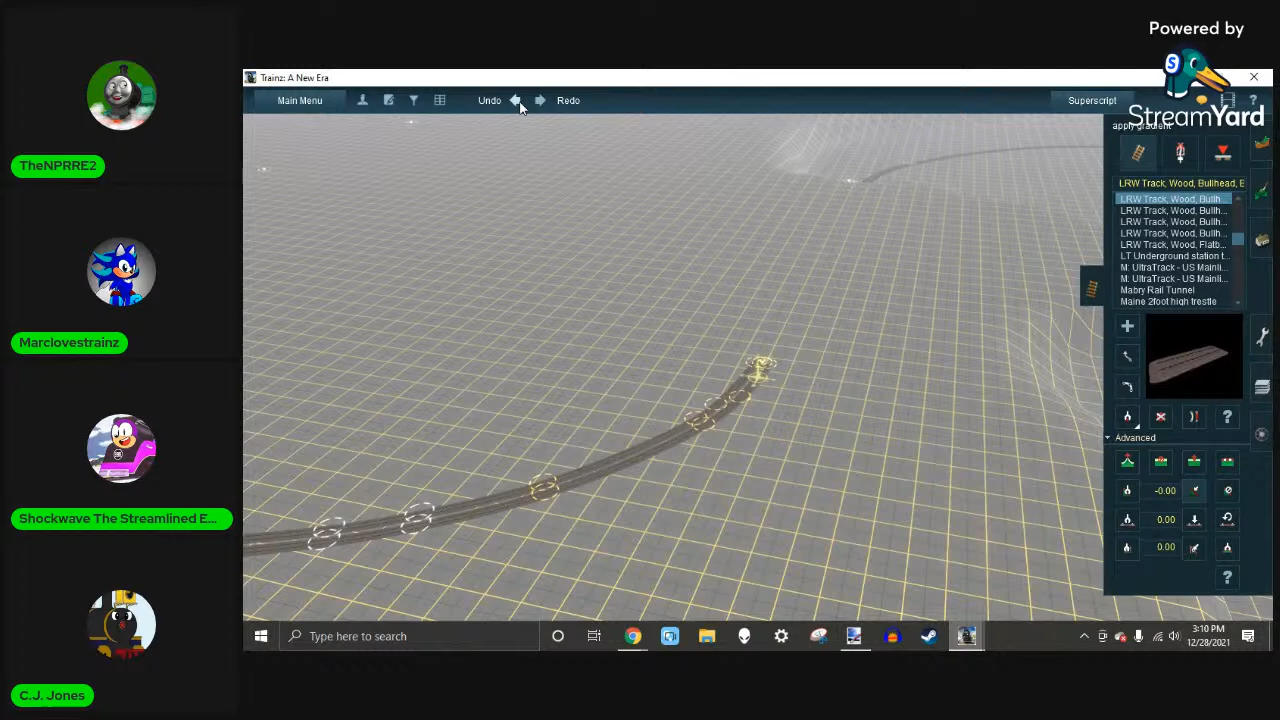 Powered by
StreamYard
TheNPRRE2
Marclovestrainz
Shockwave The Streamlined E...
C.J. Jones
Trainz: A New Era
Main Menu
Undo
Redo
Superscript
?
apply gradient
LRW Track, Wood, Bullhead, B
LRW Track, Wood, Bullh...
LRW Track, Wood, Bullh...
LRW Track, Wood, Bullh...
LRW Track, Wood, Bullh...
LRW Track, Wood, Flatb...
LT Underground station t...
M: UltraTrack - US Mainli...
M: UltraTrack - US Mainli...
Mabry Rail Tunnel
Maine 2foot high trestle
?
Advanced
-0.00
0.00
0.00
?
Type here to search
3:10 PM
12/28/2021